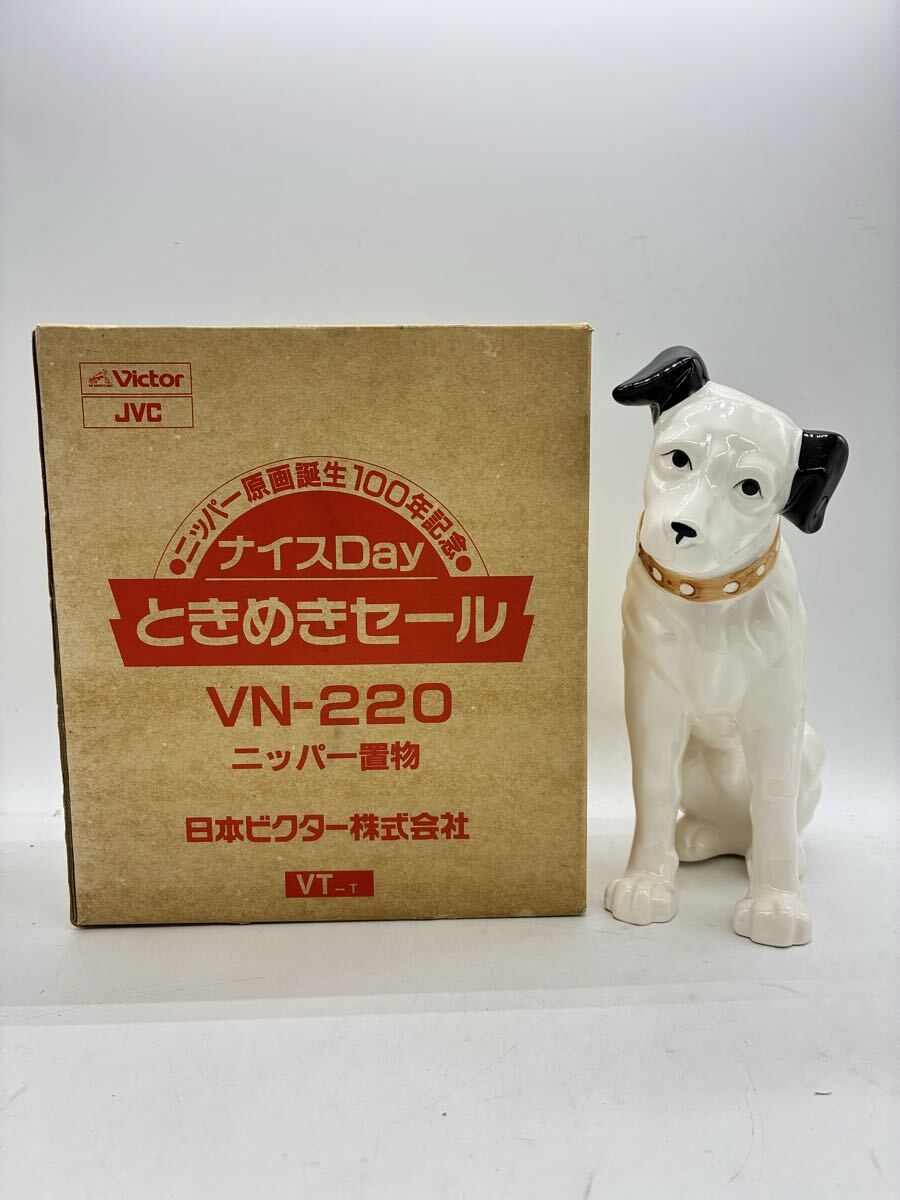 Victor
JVC
•ニッパー原画誕生100年記念•
ナイスDay
ときめきセール
VN-220
ニッパー置物
日本ビクター株式会社
VT-T